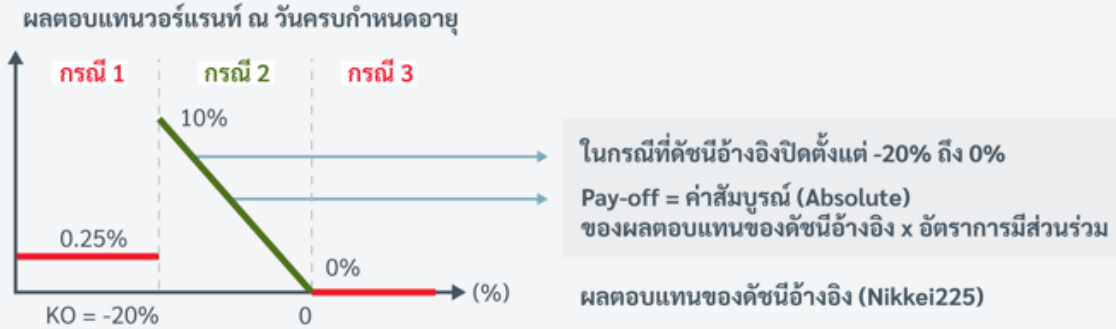 ผลตอบแทนวอร์แรนท์ ณ วันครบกำหนดอายุ
กรณี 1
กรณี 2
กรณี 3
10%
0.25%
0%
(%)
KO = -20%
0
ในกรณีที่ดัชนีอ้างอิงปิดตั้งแต่ -20% ถึง 0%
Pay-off = ค่าสัมบูรณ์ (Absolute)
ของผลตอบแทนของดัชนีอ้างอิง x อัตราการมีส่วนร่วม
ผลตอบแทนของดัชนีอ้างอิง (Nikkei225)